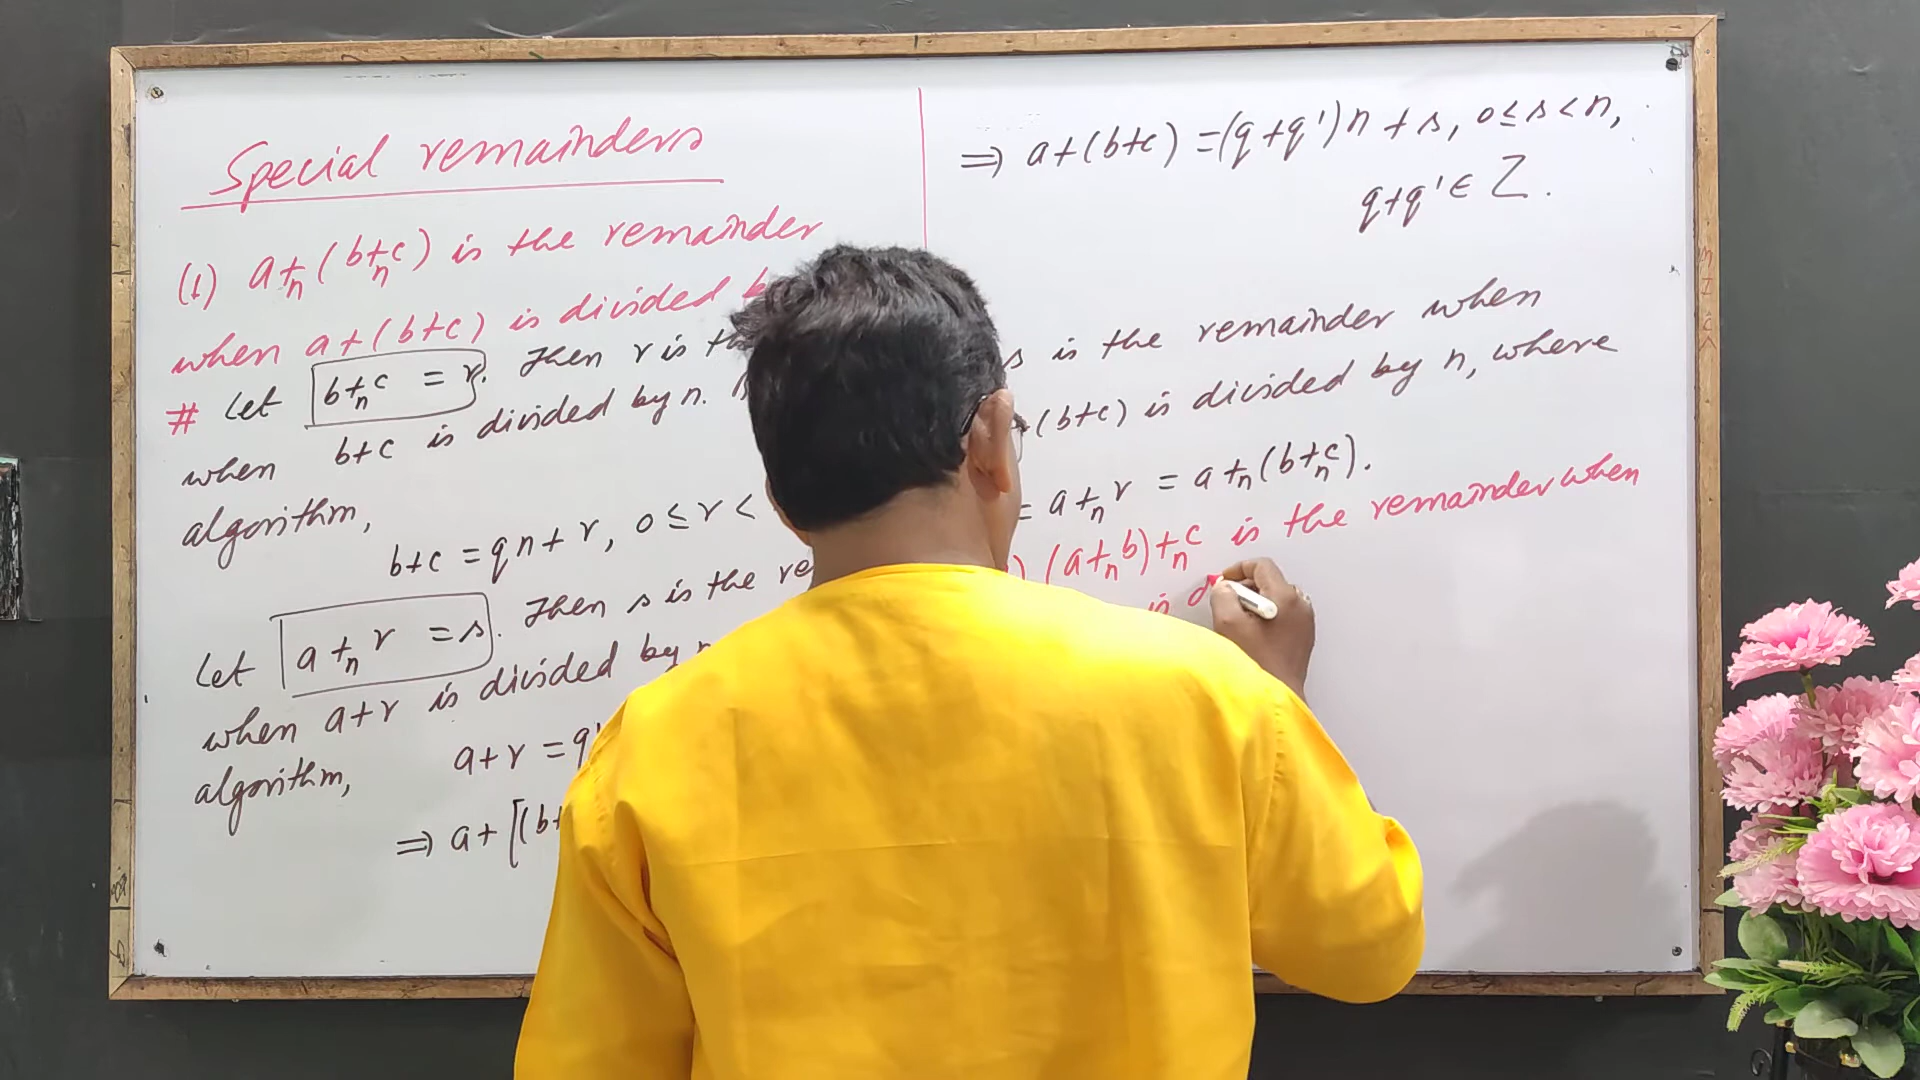 Special remainders
(1) a +ₙ (b +ₙ c) is the remainder
when a+(b+c) is divided
# Let b +ₙ c = r. Then r is
when b+c is divided by n.
algorithm,
b+c = qn+r, 0 ≤ r <
Let a +ₙ r = s. Then s is the
when a+r is divided by
algorithm,
a+r =
⇒ a+[(b+
⇒ a+(b+c) = (q+q')n + s, 0 ≤ s < n,
q+q' ∈ Z.
s is the remainder when
(b+c) is divided by n, where
= a +ₙ r = a +ₙ (b +ₙ c).
(a +ₙ b) +ₙ c is the remainder when
is